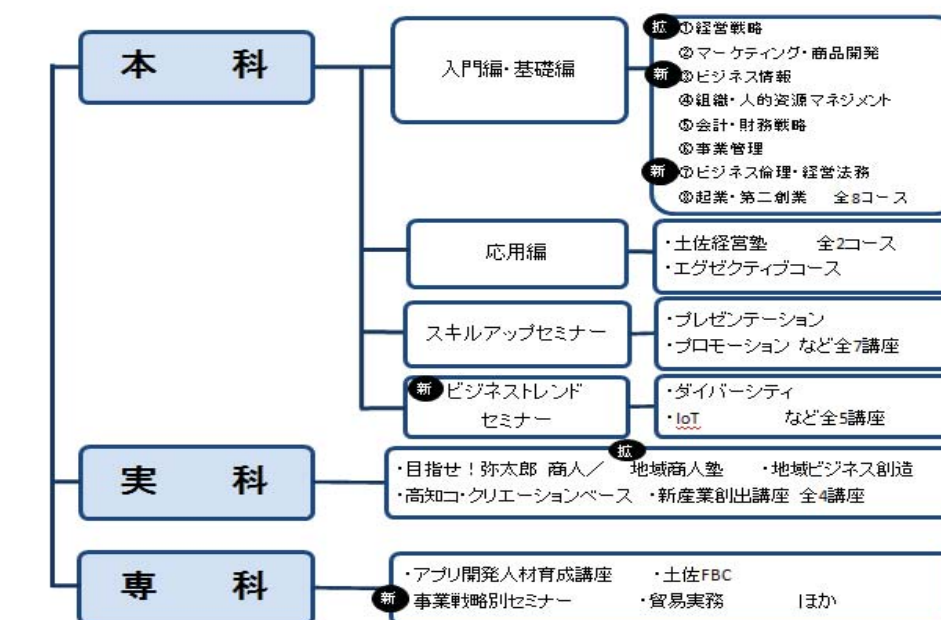 本 科
入門編・基礎編
拡 ①経営戦略
②マーケティング・商品開発
新 ③ビジネス情報
④組織・人的資源マネジメント
⑤会計・財務戦略
⑥事業管理
新 ⑦ビジネス倫理・経営法務
⑧起業・第二創業 全8コース
応用編
・土佐経営塾 全2コース
・エグゼクティブコース
スキルアップセミナー
・プレゼンテーション
・プロモーション など全7講座
新 ビジネストレンド
セミナー
・ダイバーシティ
・IoT など全5講座
実 科
・目指せ！弥太郎 商人／ 拡 地域商人塾 ・地域ビジネス創造
・高知コ・クリエーションベース ・新産業創出講座 全4講座
専 科
・アプリ開発人材育成講座 ・土佐FBC
新 事業戦略別セミナー ・貿易実務 ほか